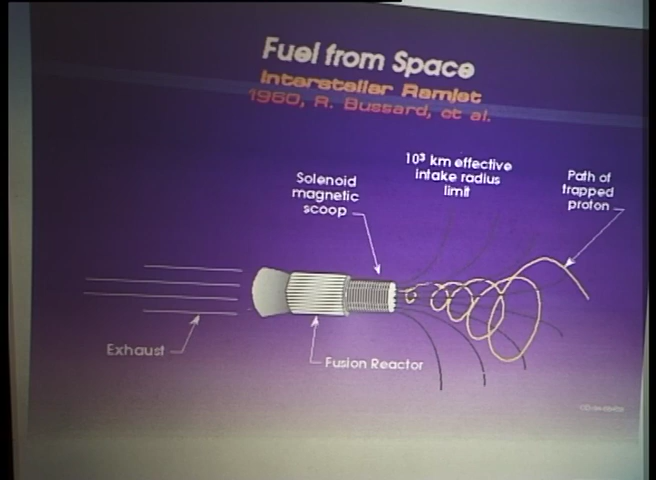 Fuel from Space
Interstellar Ramjet
1960, R. Bussard, et al.
10³ km effective
intake radius
limit
Path of
trapped
proton
Solenoid
magnetic
scoop
Exhaust
Fusion Reactor